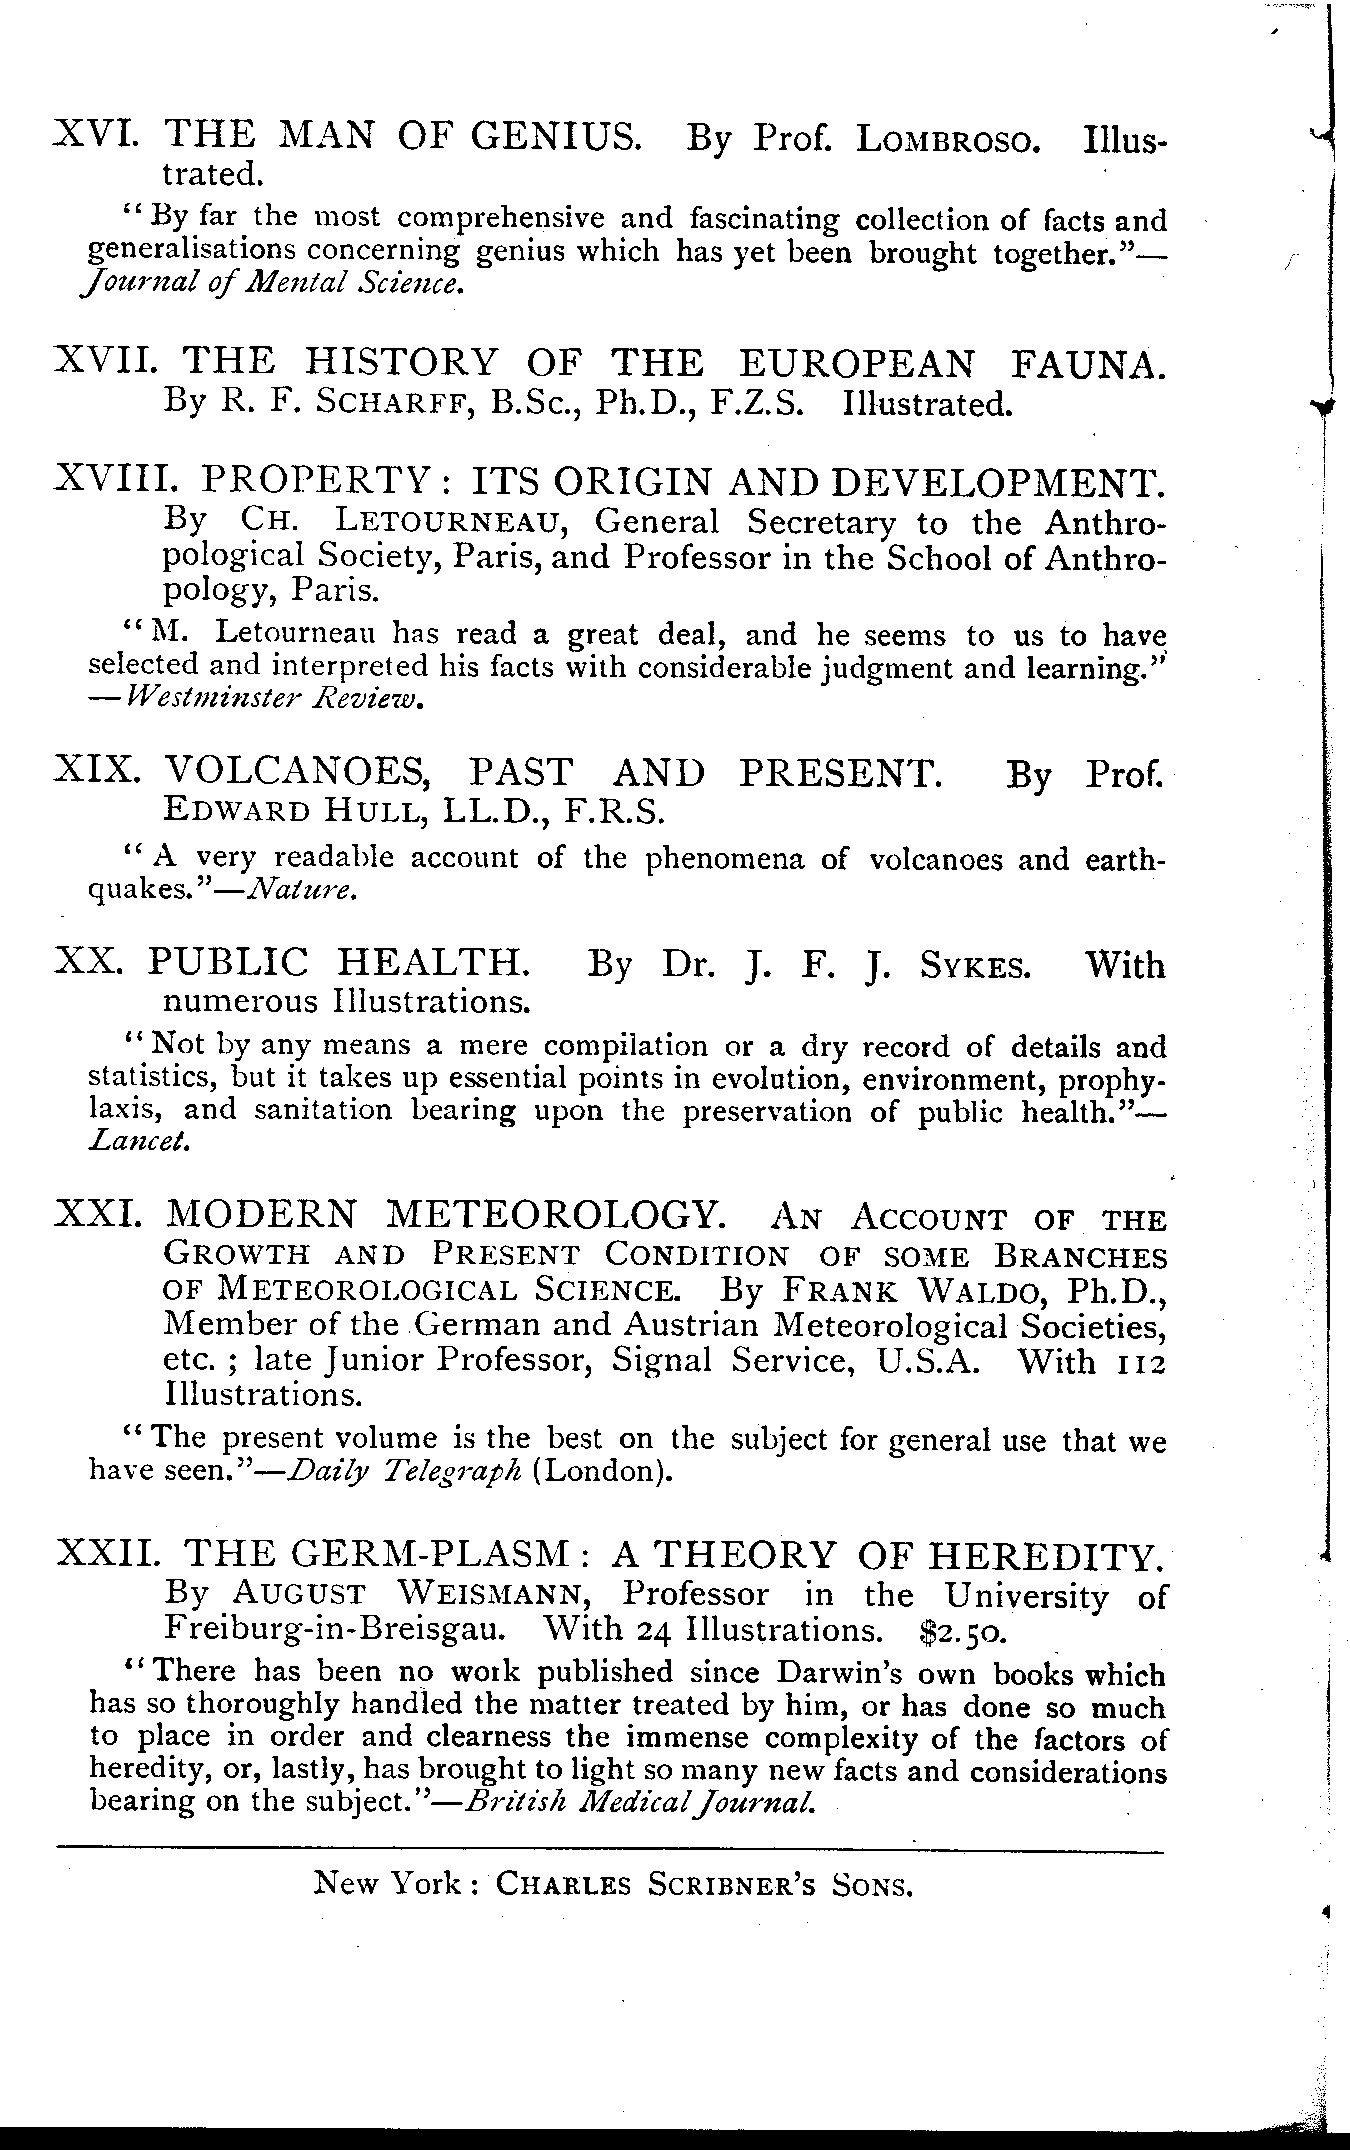 XVI. THE MAN OF GENIUS. By Prof. LOMBROSO. Illus-
trated.
"By far the most comprehensive and fascinating collection of facts and
generalisations concerning genius which has yet been brought together."—
Journal of Mental Science.
XVII. THE HISTORY OF THE EUROPEAN FAUNA.
By R. F. SCHARFF, B.Sc., Ph.D., F.Z.S. Illustrated.
XVIII. PROPERTY: ITS ORIGIN AND DEVELOPMENT.
By CH. LETOURNEAU, General Secretary to the Anthro-
pological Society, Paris, and Professor in the School of Anthro-
pology, Paris.
"M. Letourneau has read a great deal, and he seems to us to have
selected and interpreted his facts with considerable judgment and learning."
—Westminster Review.
XIX. VOLCANOES, PAST AND PRESENT. By Prof.
EDWARD HULL, LL.D., F.R.S.
"A very readable account of the phenomena of volcanoes and earth-
quakes."—Nature.
XX. PUBLIC HEALTH. By Dr. J. F. J. SYKES. With
numerous Illustrations.
"Not by any means a mere compilation or a dry record of details and
statistics, but it takes up essential points in evolution, environment, prophy-
laxis, and sanitation bearing upon the preservation of public health."—
Lancet.
XXI. MODERN METEOROLOGY. AN ACCOUNT OF THE
GROWTH AND PRESENT CONDITION OF SOME BRANCHES
OF METEOROLOGICAL SCIENCE. By FRANK WALDO, Ph.D.,
Member of the German and Austrian Meteorological Societies,
etc.; late Junior Professor, Signal Service, U.S.A. With 112
Illustrations.
"The present volume is the best on the subject for general use that we
have seen."—Daily Telegraph (London).
XXII. THE GERM-PLASM: A THEORY OF HEREDITY.
By AUGUST WEISMANN, Professor in the University of
Freiburg-in-Breisgau. With 24 Illustrations. $2.50.
"There has been no work published since Darwin's own books which
has so thoroughly handled the matter treated by him, or has done so much
to place in order and clearness the immense complexity of the factors of
heredity, or, lastly, has brought to light so many new facts and considerations
bearing on the subject."—British Medical Journal.
New York: CHARLES SCRIBNER'S SONS.